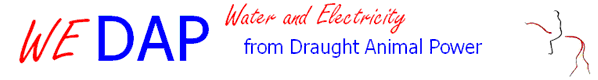 WE DAP
Water and Electricity
from Draught Animal Power